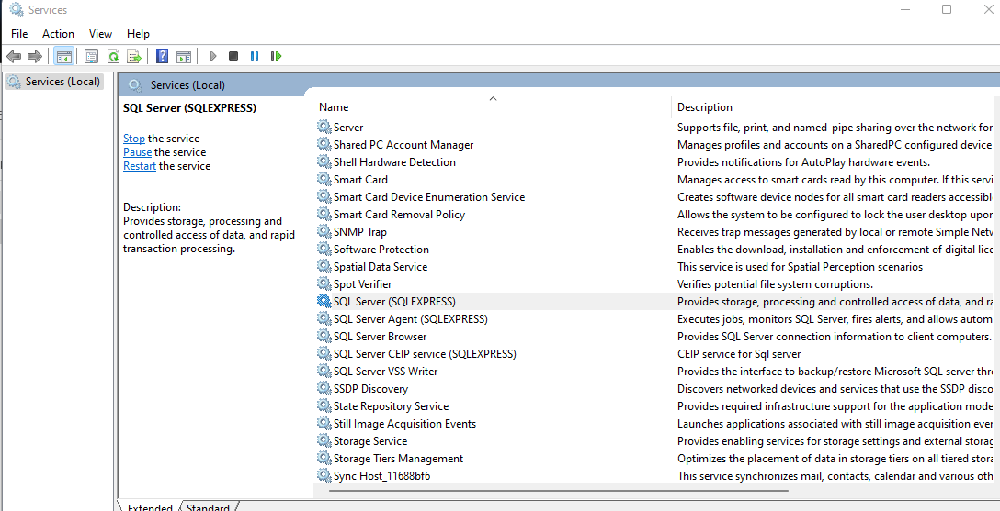 Services
File Action View Help
Services (Local)
Services (Local)
SQL Server (SQLEXPRESS)
Stop the service
Pause the service
Restart the service
Description:
Provides storage, processing and
controlled access of data, and rapid
transaction processing.
Name Description
Server Supports file, print, and named-pipe sharing over the network for
Shared PC Account Manager Manages profiles and accounts on a SharedPC configured device
Shell Hardware Detection Provides notifications for AutoPlay hardware events.
Smart Card Manages access to smart cards read by this computer. If this servi
Smart Card Device Enumeration Service Creates software device nodes for all smart card readers accessibl
Smart Card Removal Policy Allows the system to be configured to lock the user desktop upor
SNMP Trap Receives trap messages generated by local or remote Simple Netw
Software Protection Enables the download, installation and enforcement of digital lice
Spatial Data Service This service is used for Spatial Perception scenarios
Spot Verifier Verifies potential file system corruptions.
SQL Server (SQLEXPRESS) Provides storage, processing and controlled access of data, and ra
SQL Server Agent (SQLEXPRESS) Executes jobs, monitors SQL Server, fires alerts, and allows autom
SQL Server Browser Provides SQL Server connection information to client computers.
SQL Server CEIP service (SQLEXPRESS) CEIP service for Sql server
SQL Server VSS Writer Provides the interface to backup/restore Microsoft SQL server thro
SSDP Discovery Discovers networked devices and services that use the SSDP disco
State Repository Service Provides required infrastructure support for the application mode
Still Image Acquisition Events Launches applications associated with still image acquisition eve
Storage Service Provides enabling services for storage settings and external storag
Storage Tiers Management Optimizes the placement of data in storage tiers on all tiered stora
Sync Host_11688bf6 This service synchronizes mail, contacts, calendar and various oth
Extended Standard